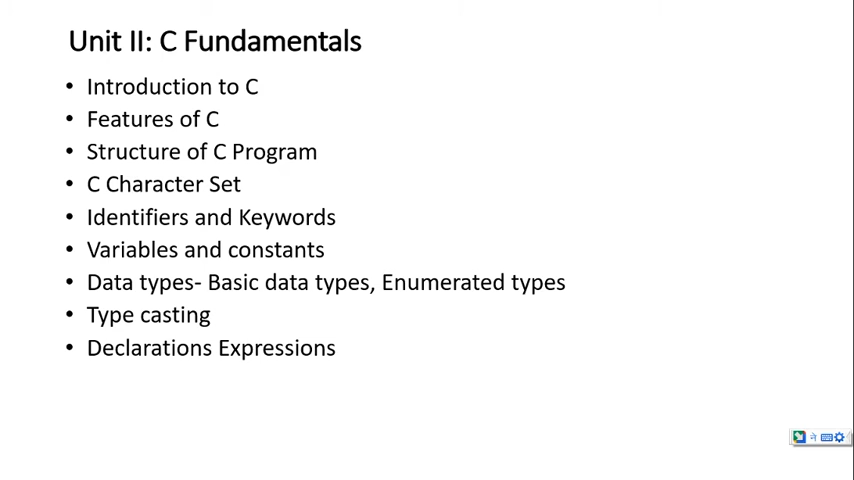 Unit II: C Fundamentals
• Introduction to C
• Features of C
• Structure of C Program
• C Character Set
• Identifiers and Keywords
• Variables and constants
• Data types- Basic data types, Enumerated types
• Type casting
• Declarations Expressions